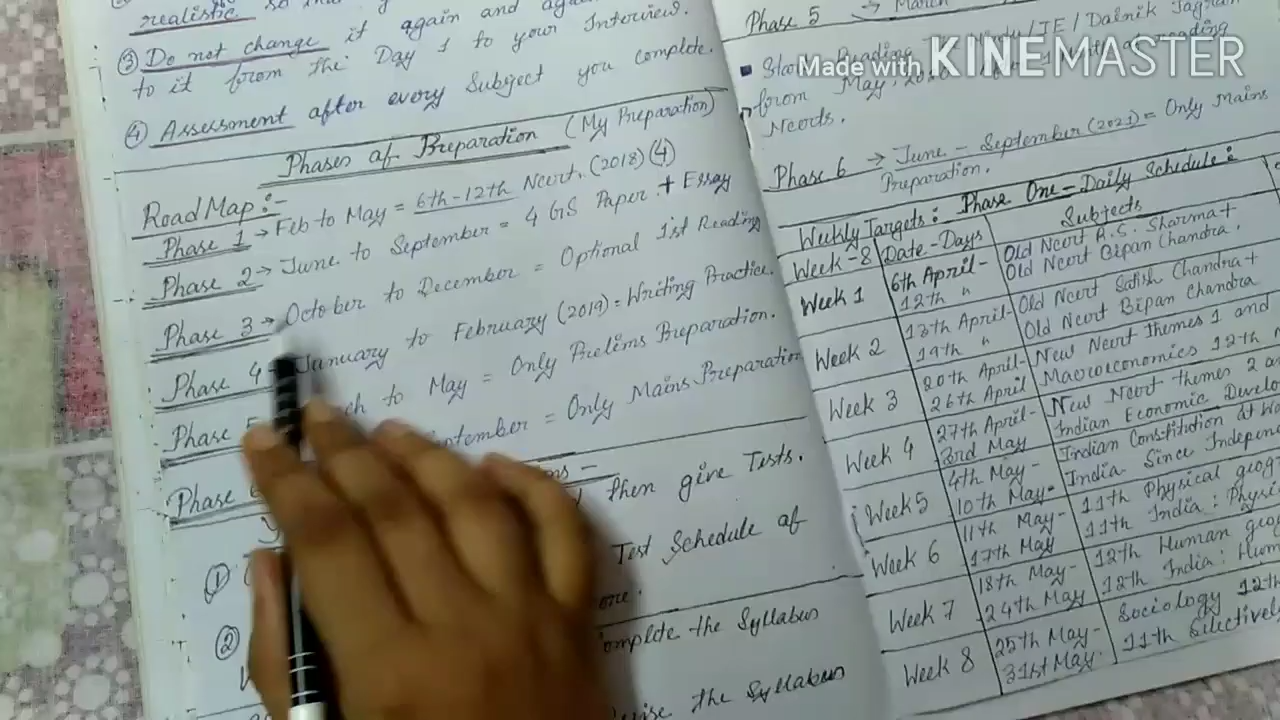 realistic so
③ Do not change it again and
to it from the Day 1 to your Interview.
④ Assessment after every Subject you complete.
Phases of Preparation (My Preparation)
Road Map :-
Phase 1 → Feb to May = 6th-12th Ncert. (2018) (4)
Phase 2 → June to September = 4 GS Paper + Essay
Phase 3 → October to December = Optional 1st Reading
Phase 4 → January to February (2019) = Writing Practice.
Phase 5 to May = Only Prelims Preparation.
Phase = Only Mains Preparation
then give Tests.
①
Test Schedule of
②
the Syllabus
the Syllabus
Phase 5 → March
Made with KINEMASTER
from May, 2020
Needs.
Phase 6 → June - September (2021) = Only Mains
Preparation.
Weekly Targets : Phase One - Daily Schedule :
Week - 8 Date - Days Subjects
Week 1 6th April- Old Ncert R.S. Sharma +
12th " Old Ncert Bipan Chandra.
Week 2 13th April- Old Ncert Satish Chandra +
19th " Old Ncert Bipan Chandra
Week 3 20th April- New Ncert Themes 1 and
26th April Macroeconomics 12th
Week 4 27th April- New Ncert themes 2
3rd May Indian Economic
Week 5 4th May- Indian Constitution at
10th May- India Since
Week 6 11th May- 11th Physical
17th May 11th India :
Week 7 18th May- 12th Human
24th May 12th India :
Week 8 25th May- Sociology 12th
31st May. 11th